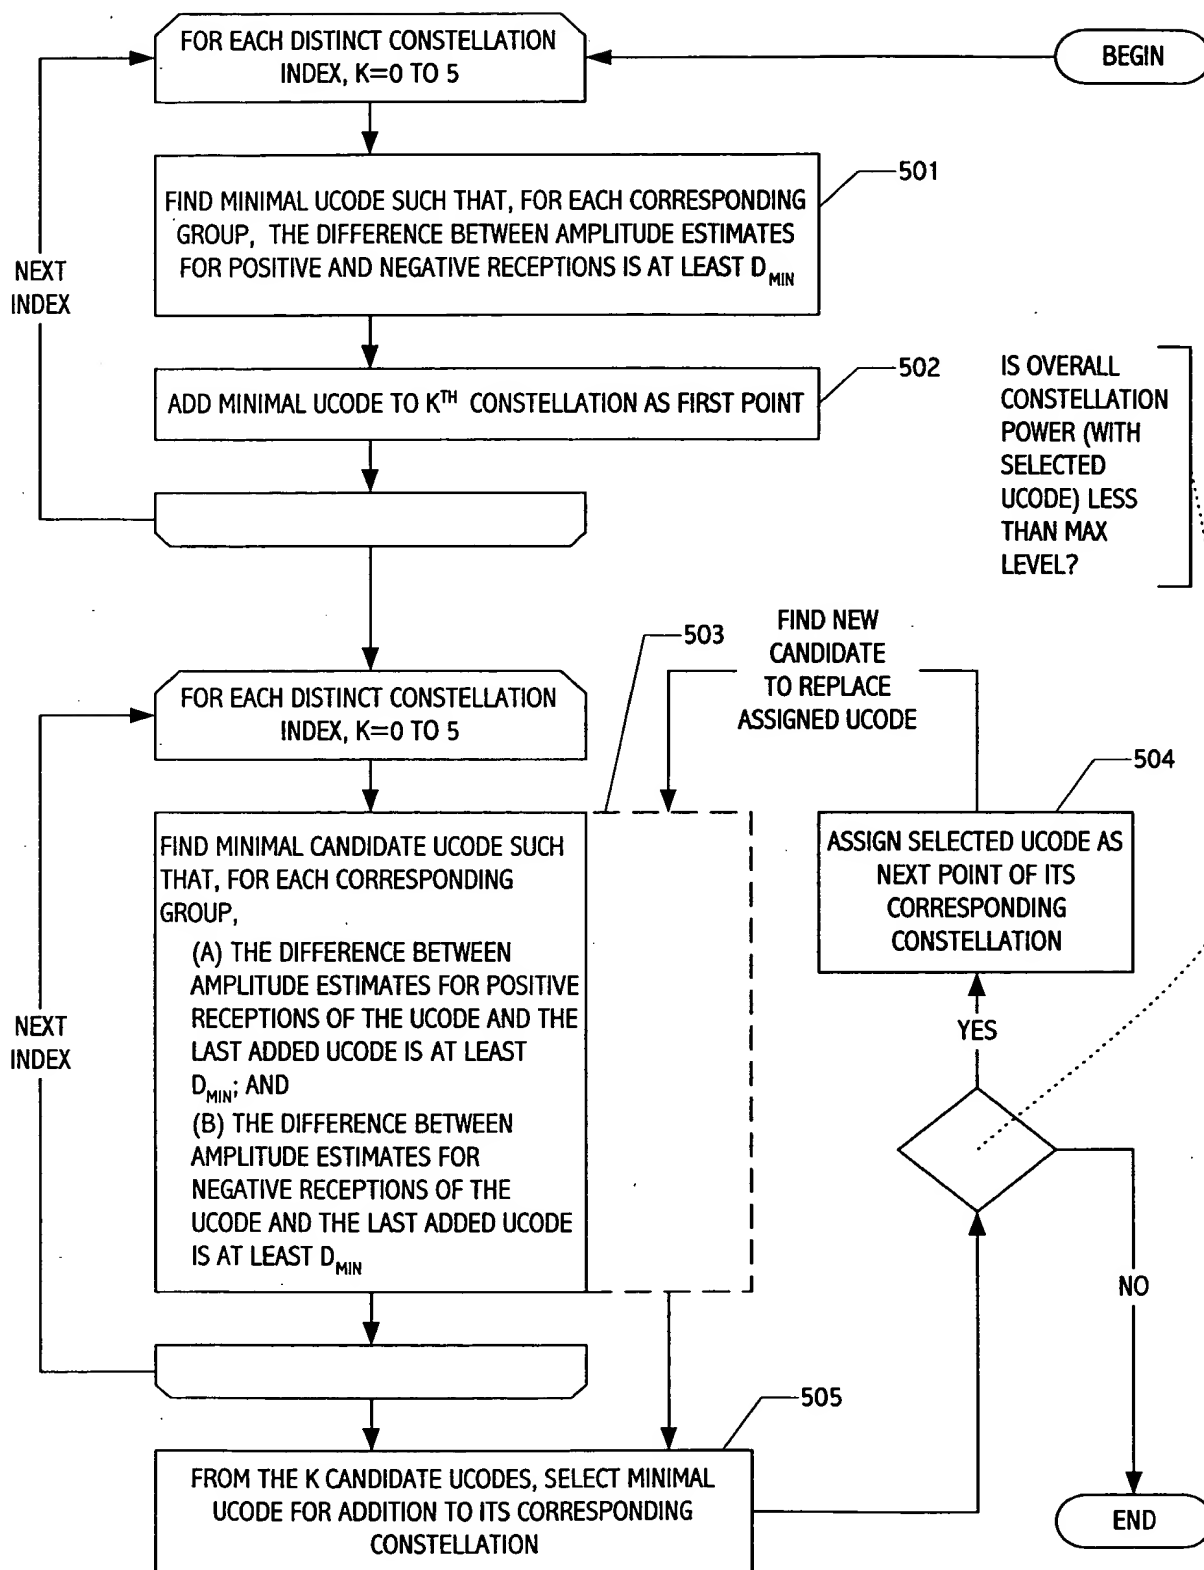 FOR EACH DISTINCT CONSTELLATION
INDEX, K=0 TO 5
BEGIN
501
FIND MINIMAL UCODE SUCH THAT, FOR EACH CORRESPONDING
GROUP, THE DIFFERENCE BETWEEN AMPLITUDE ESTIMATES
FOR POSITIVE AND NEGATIVE RECEPTIONS IS AT LEAST D_MIN
NEXT
INDEX
502
ADD MINIMAL UCODE TO K^TH CONSTELLATION AS FIRST POINT
IS OVERALL
CONSTELLATION
POWER (WITH
SELECTED
UCODE) LESS
THAN MAX
LEVEL?
503
FIND NEW
CANDIDATE
TO REPLACE
ASSIGNED UCODE
FOR EACH DISTINCT CONSTELLATION
INDEX, K=0 TO 5
504
ASSIGN SELECTED UCODE AS
NEXT POINT OF ITS
CORRESPONDING
CONSTELLATION
FIND MINIMAL CANDIDATE UCODE SUCH
THAT, FOR EACH CORRESPONDING
GROUP,
(A) THE DIFFERENCE BETWEEN
AMPLITUDE ESTIMATES FOR POSITIVE
RECEPTIONS OF THE UCODE AND THE
LAST ADDED UCODE IS AT LEAST
D_MIN; AND
(B) THE DIFFERENCE BETWEEN
AMPLITUDE ESTIMATES FOR
NEGATIVE RECEPTIONS OF THE
UCODE AND THE LAST ADDED UCODE
IS AT LEAST D_MIN
NEXT
INDEX
YES
NO
505
FROM THE K CANDIDATE UCODES, SELECT MINIMAL
UCODE FOR ADDITION TO ITS CORRESPONDING
CONSTELLATION
END